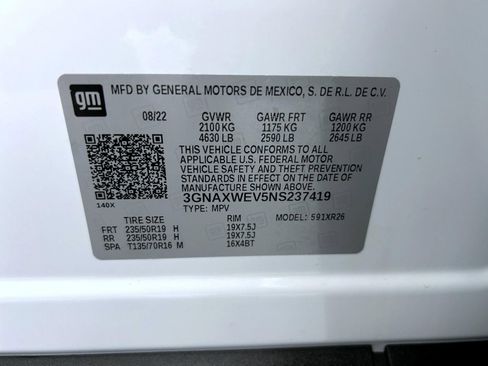 gm MFD BY GENERAL MOTORS DE MEXICO, S. DE R.L. DE C.V.
08/22 GVWR GAWR FRT GAWR RR
2100 KG 1175 KG 1200 KG
4630 LB 2590 LB 2645 LB
THIS VEHICLE CONFORMS TO ALL
APPLICABLE U.S. FEDERAL MOTOR
VEHICLE SAFETY AND THEFT PREVENTION
STANDARDS IN EFFECT ON THE DATE OF
MANUFACTURE SHOWN ABOVE.
3GNAXWEV5NS237419
140X TYPE: MPV MODEL: 591XR26
TIRE SIZE RIM
FRT 235/50R19 H 19X7.5J
RR 235/50R19 H 19X7.5J
SPA T135/70R16 M 16X4BT